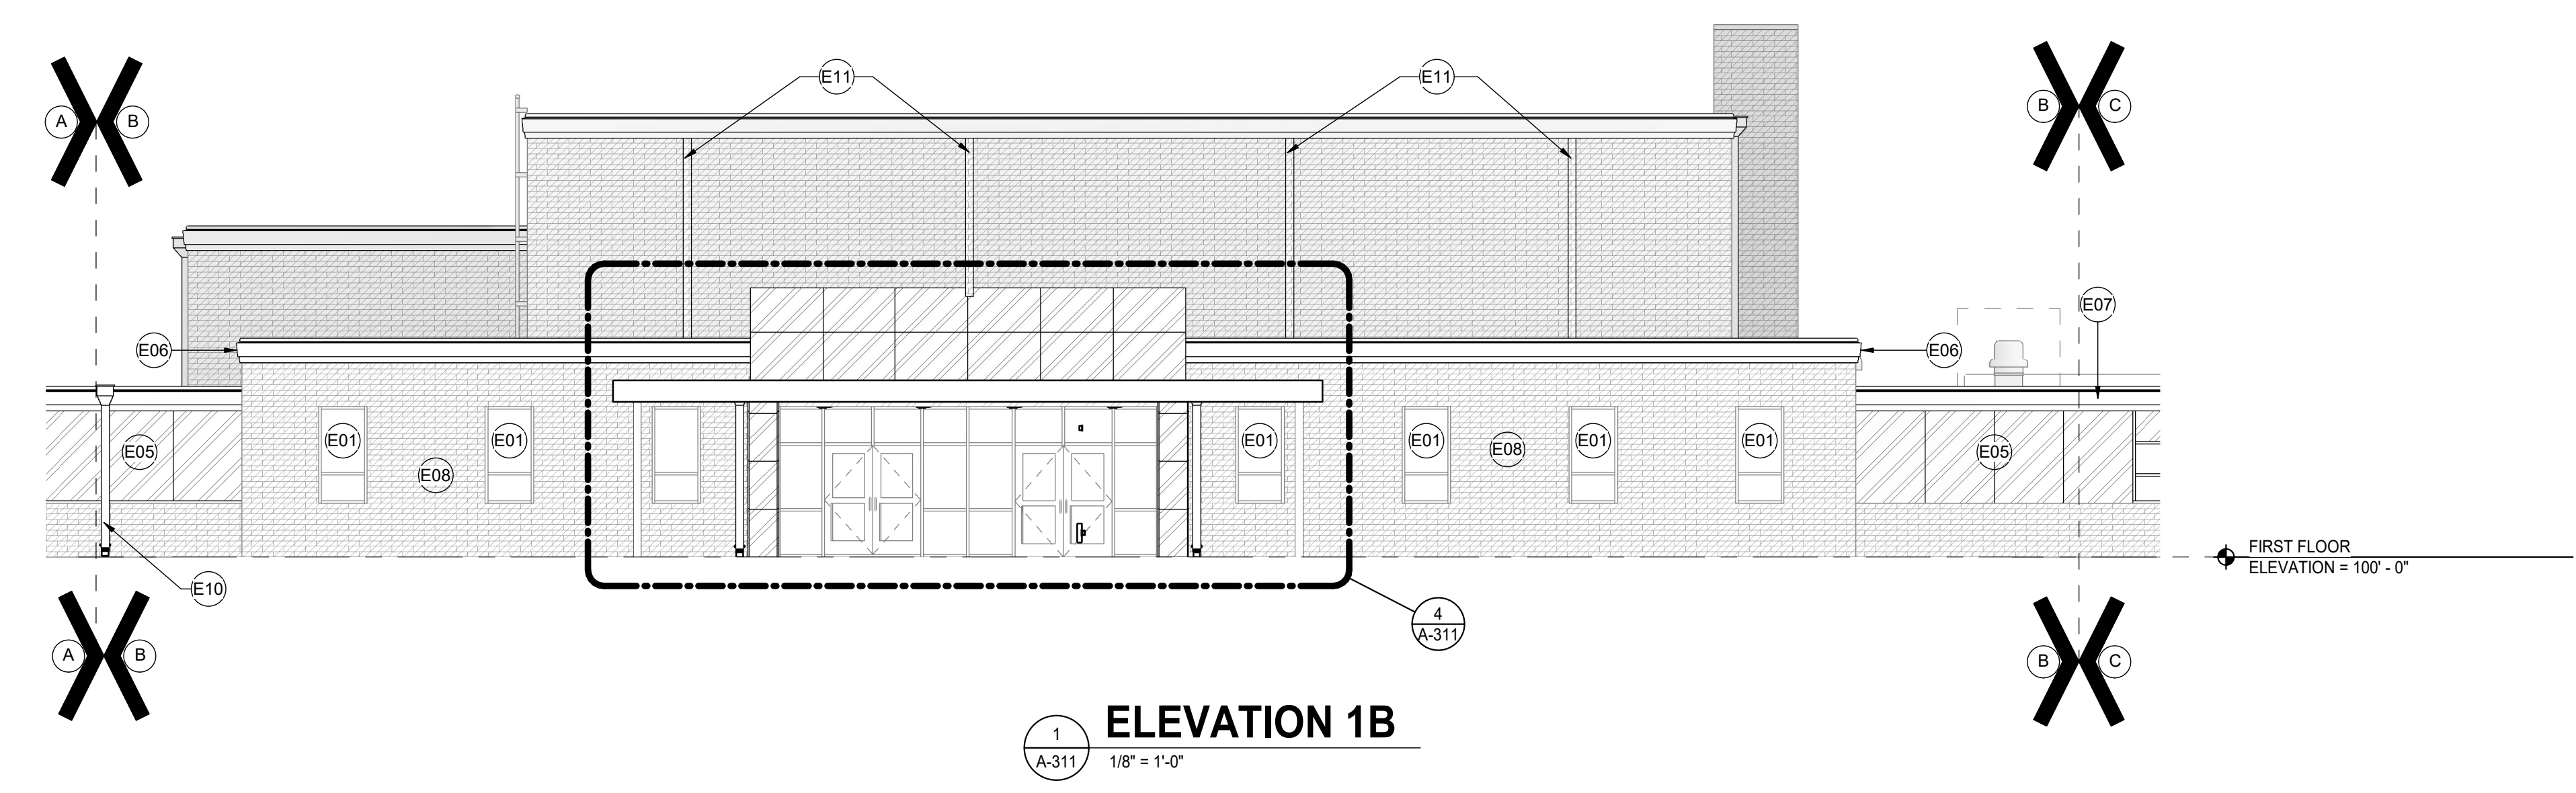 E11
E11
A
B
B
C
E07
E06
E06
E01
E01
E01
E01
E01
E01
E05
E08
E08
E05
FIRST FLOOR
ELEVATION = 100' - 0"
E10
4
A-311
A
B
B
C
1
A-311
ELEVATION 1B
1/8" = 1'-0"